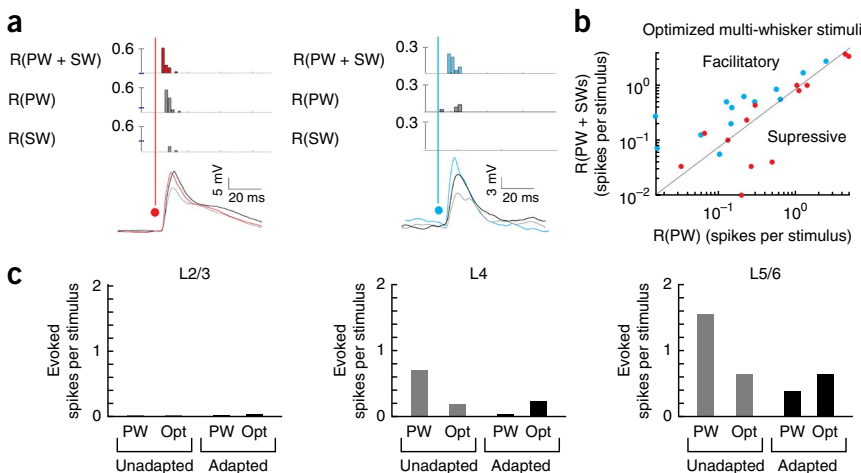 a
R(PW + SW)
0.6
R(PW)
0.6
R(SW)
0.6
5 mV
20 ms
R(PW + SW)
0.3
R(PW)
0.3
R(SW)
0.3
3 mV
20 ms
b
Optimized multi-whisker stimuli
R(PW + SWs)
(spikes per stimulus)
10⁰
10⁻¹
10⁻²
Facilitatory
Supressive
10⁻¹
10⁰
R(PW) (spikes per stimulus)
c
L2/3
Evoked
spikes per stimulus
2
1
0
PW Opt PW Opt
Unadapted Adapted
L4
Evoked
spikes per stimulus
2
1
0
PW Opt PW Opt
Unadapted Adapted
L5/6
Evoked
spikes per stimulus
2
1
0
PW Opt PW Opt
Unadapted Adapted